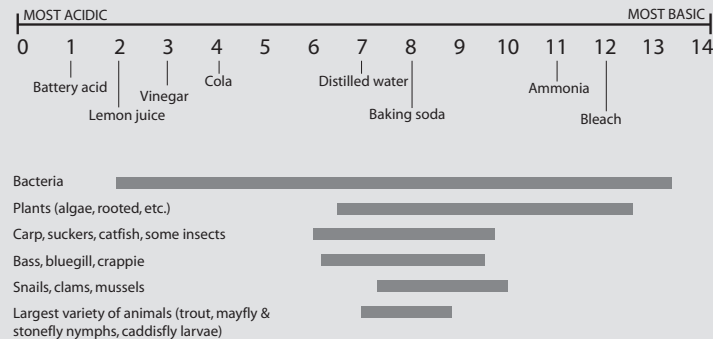 MOST ACIDIC MOST BASIC
0 1 2 3 4 5 6 7 8 9 10 11 12 13 14
Battery acid
Lemon juice
Vinegar
Cola
Distilled water
Baking soda
Ammonia
Bleach
Bacteria
Plants (algae, rooted, etc.)
Carp, suckers, catfish, some insects
Bass, bluegill, crappie
Snails, clams, mussels
Largest variety of animals (trout, mayfly &
stonefly nymphs, caddisfly larvae)